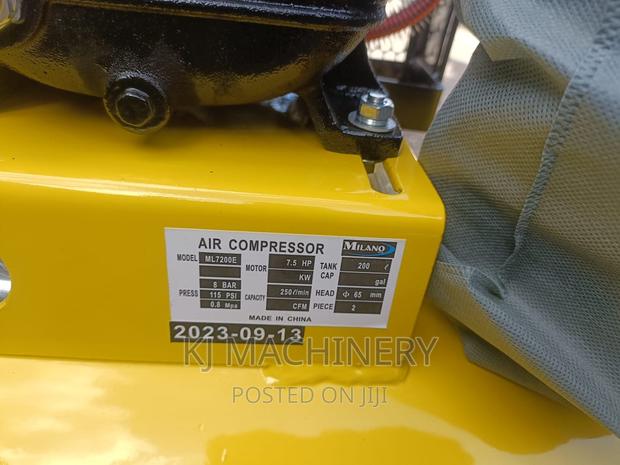 AIR COMPRESSOR MILANO
MODEL ML7200E MOTOR 7.5 HP TANK CAP 200 ℓ
KW gal
PRESS 8 BAR CAPACITY 250ℓ/min HEAD Φ 65 mm
115 PSI CFM PIECE 2
0.8 Mpa
MADE IN CHINA
2023-09-13
KJ MACHINERY
POSTED ON JIJI